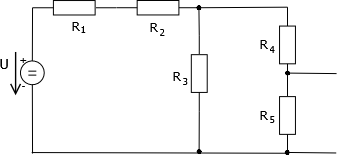 R1
R2
R4
U
+
=
-
R3
R5